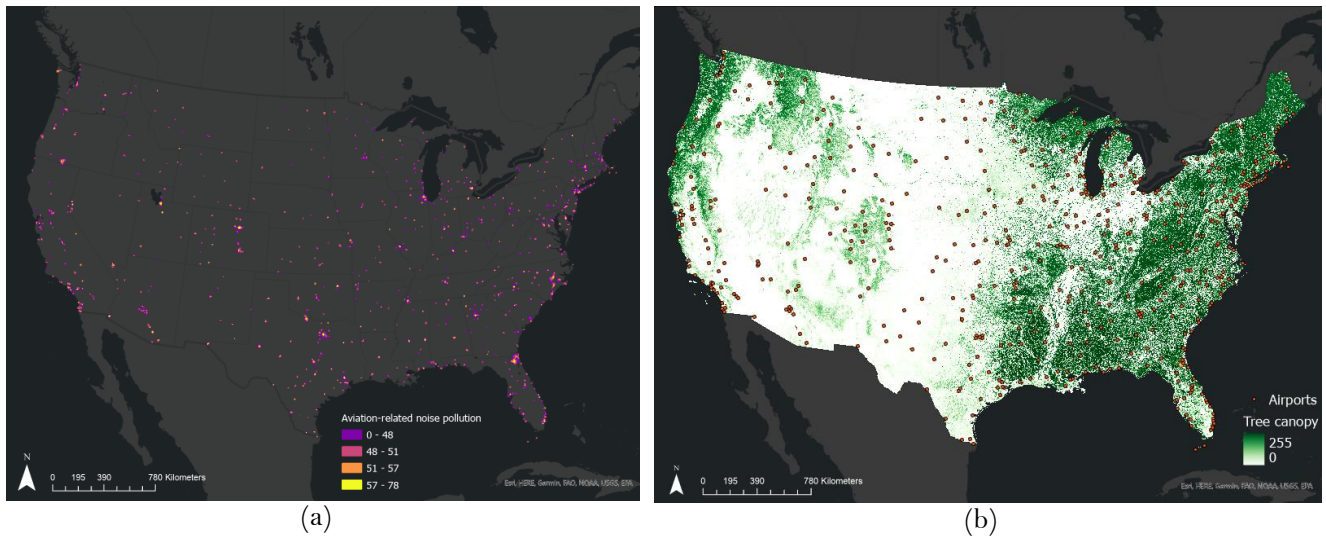 N
Aviation-related noise pollution
0 - 48
48 - 51
51 - 57
57 - 78
0 195 390 780 Kilometers
Esri, HERE, Garmin, FAO, NOAA, USGS, EPA
(a)
N
Airports
Tree canopy
255
0
0 195 390 780 Kilometers
Esri, HERE, Garmin, FAO, NOAA, USGS, EPA
(b)